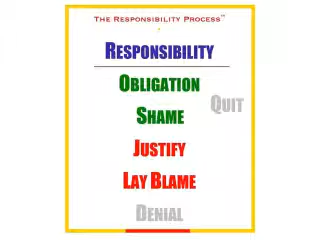 THE RESPONSIBILITY PROCESS™
RESPONSIBILITY
OBLIGATION
QUIT
SHAME
JUSTIFY
LAY BLAME
DENIAL